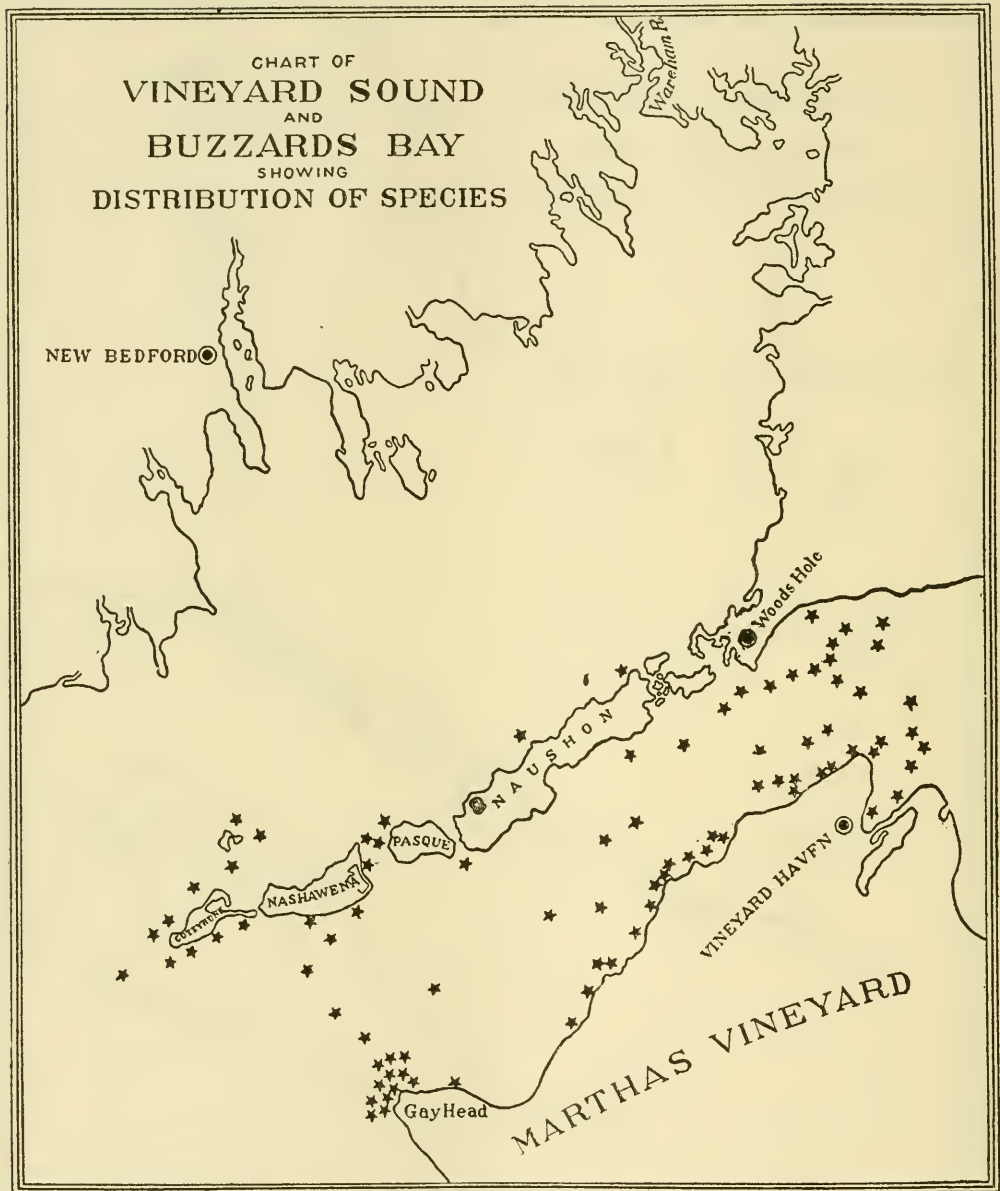 CHART OF
VINEYARD SOUND
AND
BUZZARDS BAY
SHOWING
DISTRIBUTION OF SPECIES
Wareham R.
NEW BEDFORD
Woods Hole
NAUSHON
PASQUE
NASHAWENA
CUTTYHUNK
VINEYARD HAVEN
MARTHAS VINEYARD
Gay Head